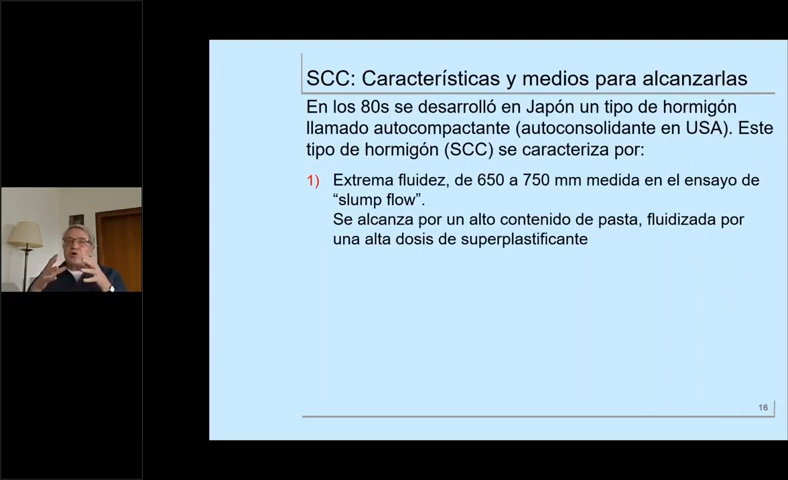 SCC: Características y medios para alcanzarlas
En los 80s se desarrolló en Japón un tipo de hormigón
llamado autocompactante (autoconsolidante en USA). Este
tipo de hormigón (SCC) se caracteriza por:
1) Extrema fluidez, de 650 a 750 mm medida en el ensayo de
“slump flow”.
Se alcanza por un alto contenido de pasta, fluidizada por
una alta dosis de superplastificante
16